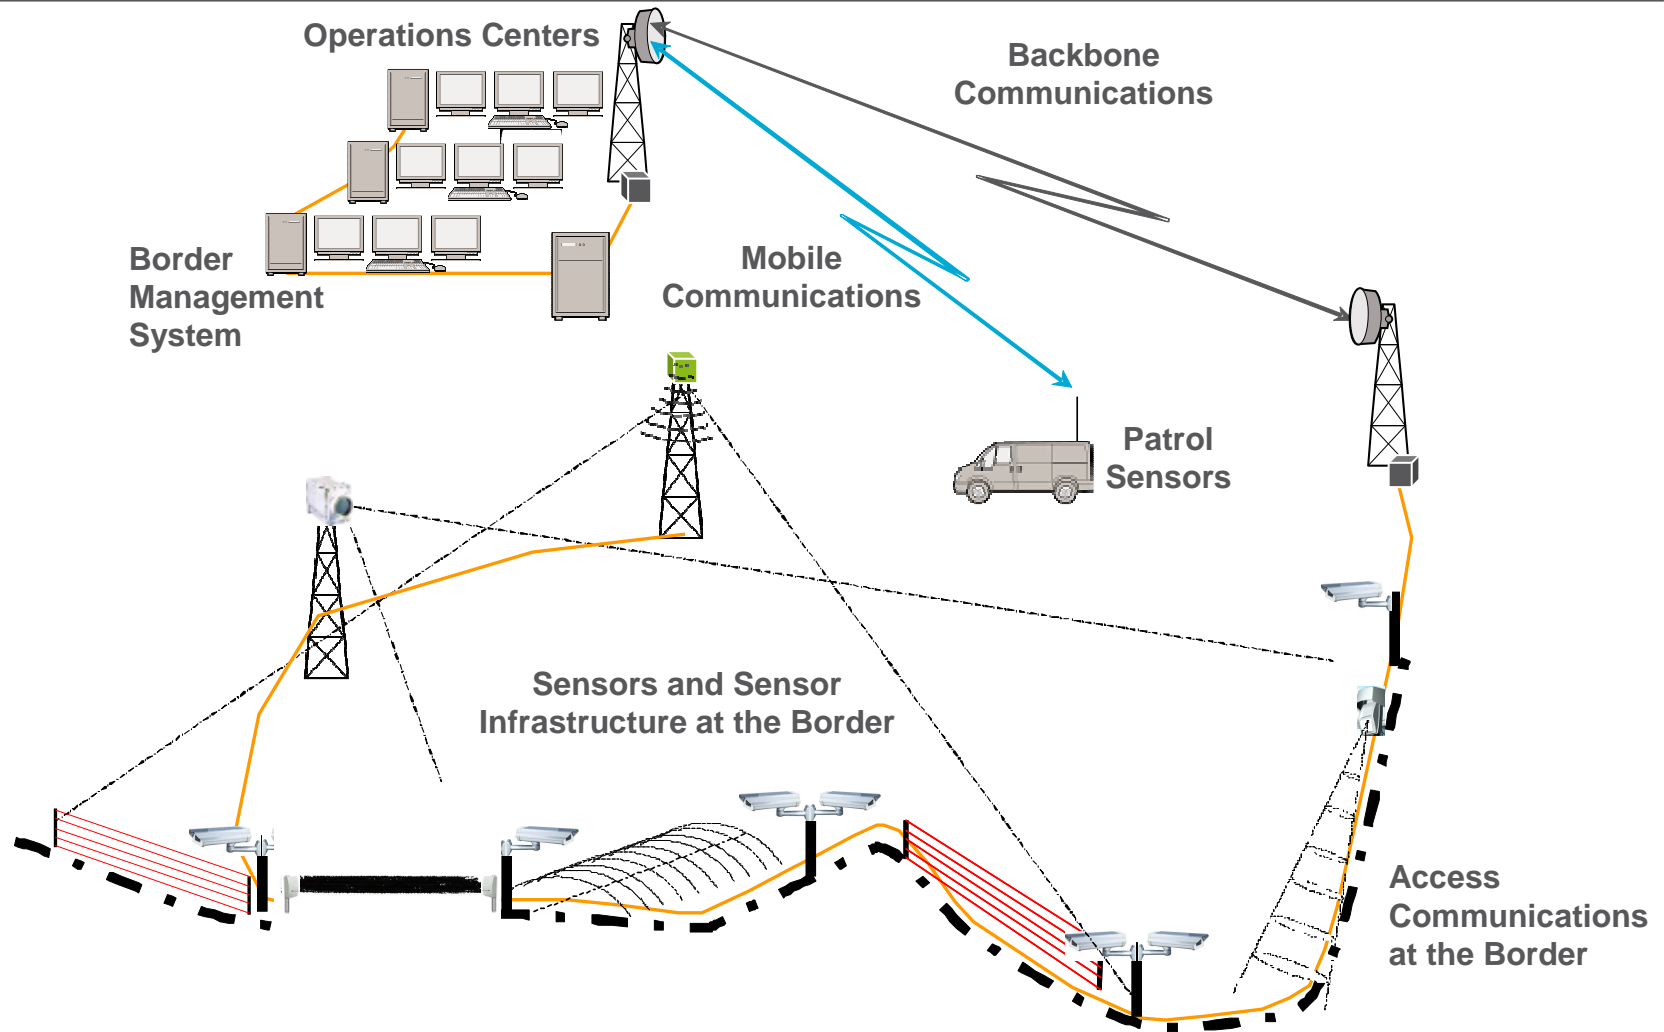 Operations Centers
Backbone
Communications
Border
Management
System
Mobile
Communications
Patrol
Sensors
Sensors and Sensor
Infrastructure at the Border
Access
Communications
at the Border